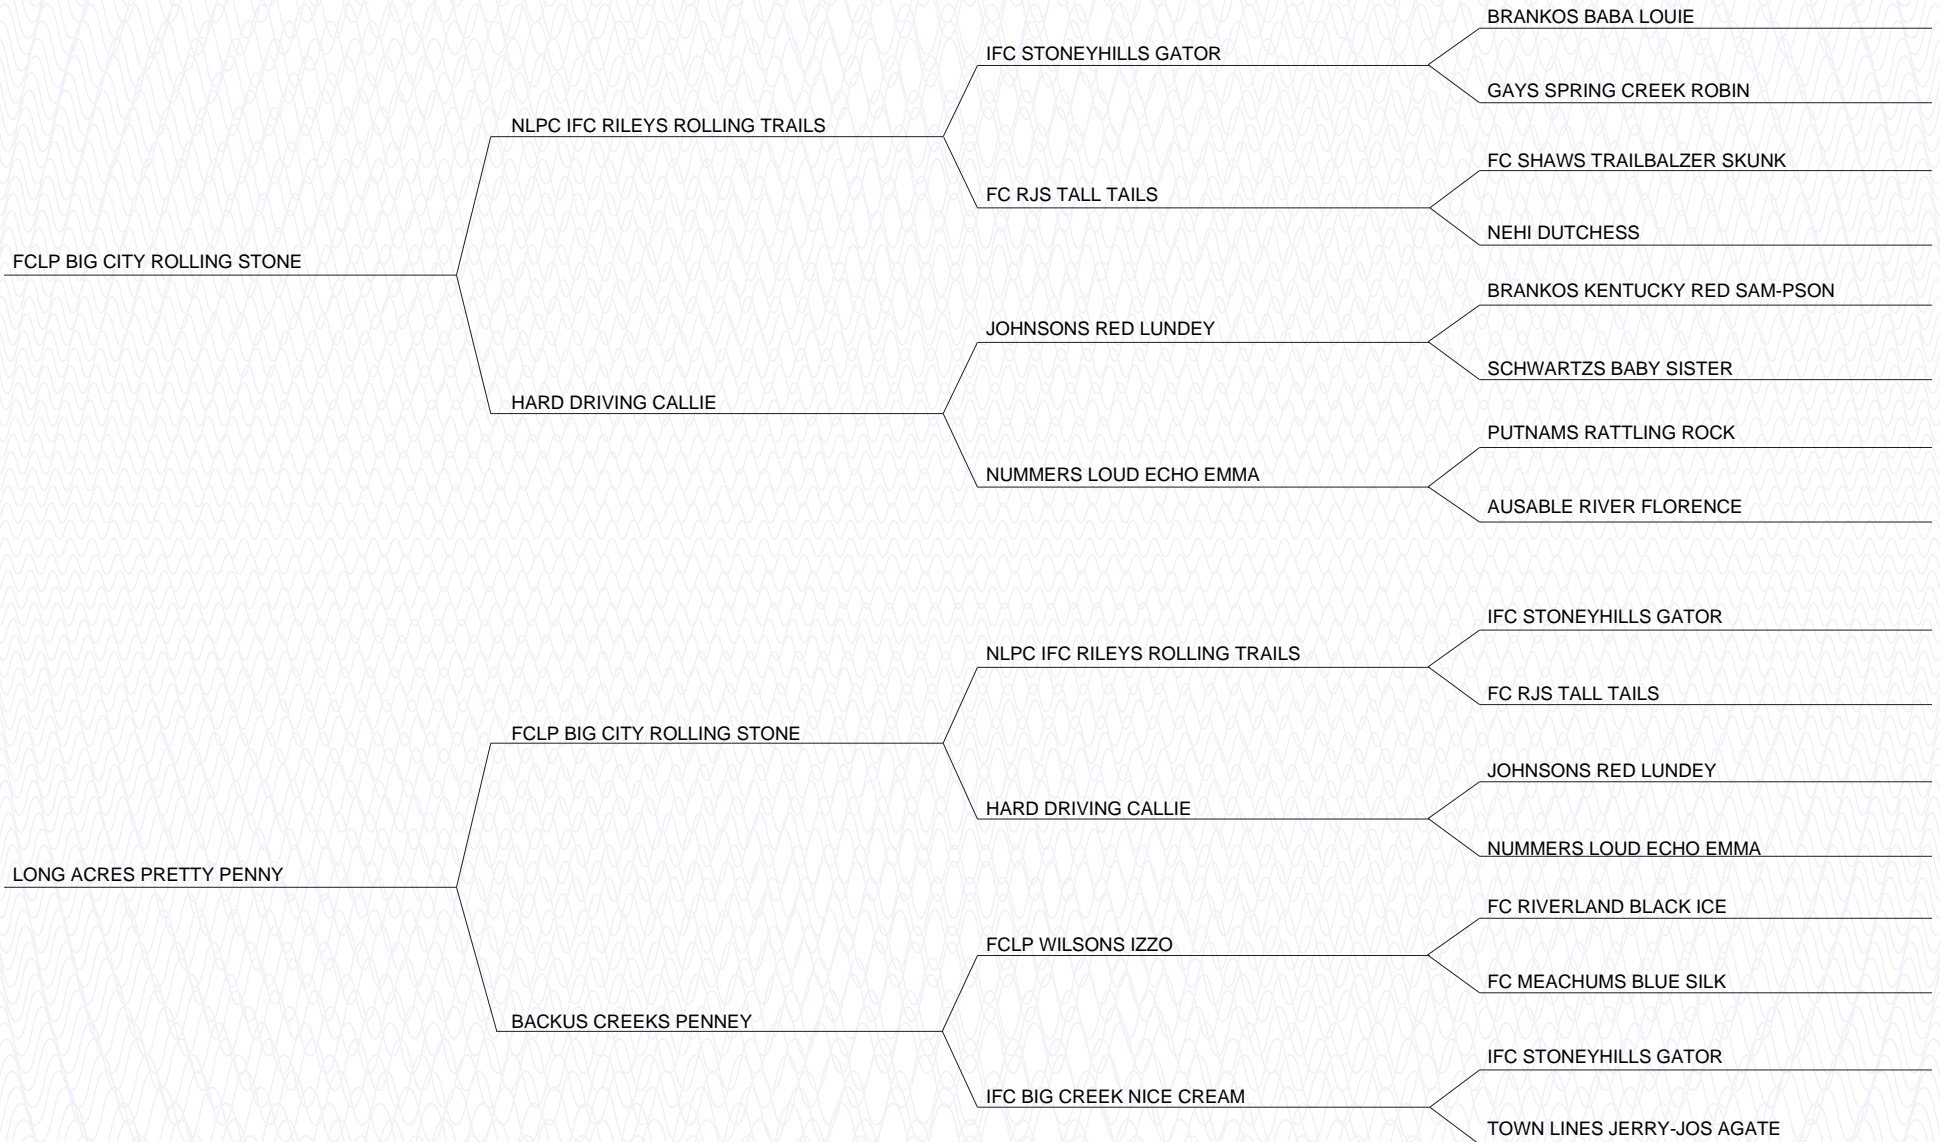 BRANKOS BABA LOUIE
IFC STONEYHILLS GATOR
GAYS SPRING CREEK ROBIN
NLPC IFC RILEYS ROLLING TRAILS
FC SHAWS TRAILBALZER SKUNK
FC RJS TALL TAILS
NEHI DUTCHESS
FCLP BIG CITY ROLLING STONE
BRANKOS KENTUCKY RED SAM-PSON
JOHNSONS RED LUNDEY
SCHWARTZS BABY SISTER
HARD DRIVING CALLIE
PUTNAMS RATTLING ROCK
NUMMERS LOUD ECHO EMMA
AUSABLE RIVER FLORENCE
IFC STONEYHILLS GATOR
NLPC IFC RILEYS ROLLING TRAILS
FC RJS TALL TAILS
FCLP BIG CITY ROLLING STONE
JOHNSONS RED LUNDEY
HARD DRIVING CALLIE
NUMMERS LOUD ECHO EMMA
LONG ACRES PRETTY PENNY
FC RIVERLAND BLACK ICE
FCLP WILSONS IZZO
FC MEACHUMS BLUE SILK
BACKUS CREEKS PENNEY
IFC STONEYHILLS GATOR
IFC BIG CREEK NICE CREAM
TOWN LINES JERRY-JOS AGATE